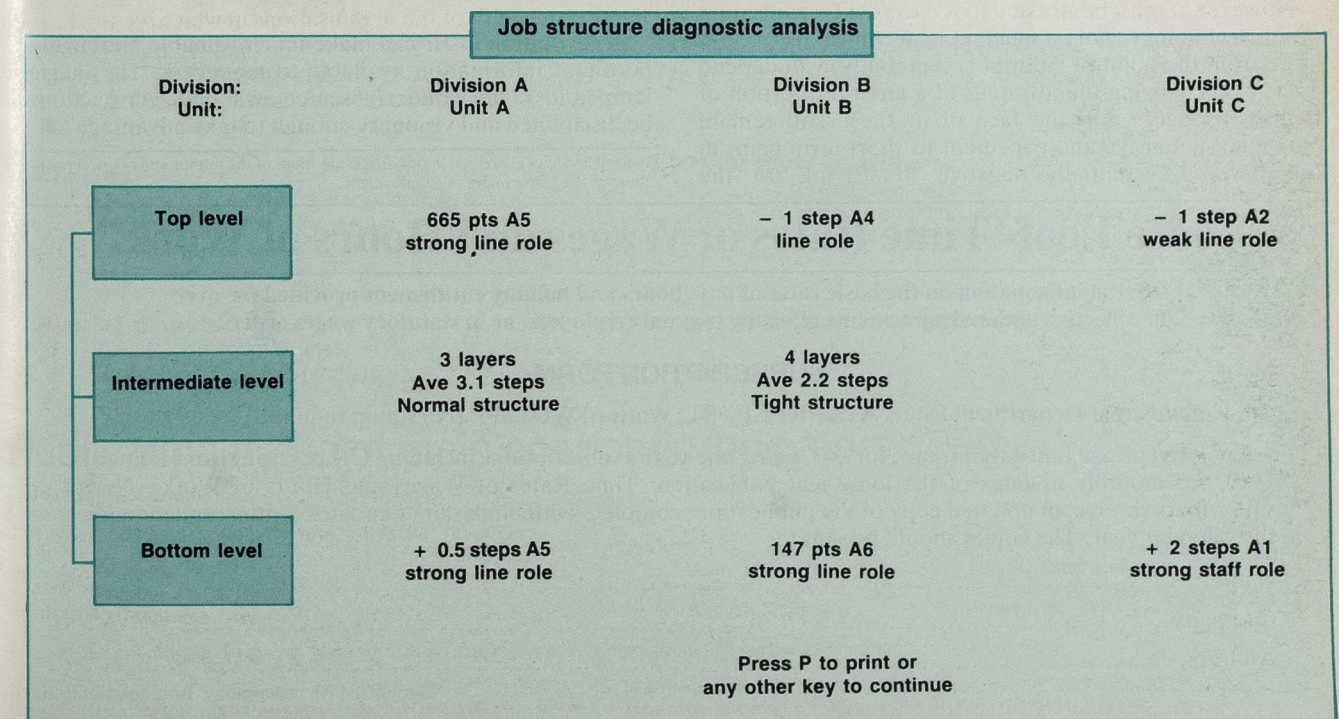 Job structure diagnostic analysis
Division: Division A Division B Division C
Unit: Unit A Unit B Unit C
Top level 665 pts A5 – 1 step A4 – 1 step A2
strong line role line role weak line role
Intermediate level 3 layers 4 layers
Ave 3.1 steps Ave 2.2 steps
Normal structure Tight structure
Bottom level + 0.5 steps A5 147 pts A6 + 2 steps A1
strong line role strong line role strong staff role
Press P to print or
any other key to continue